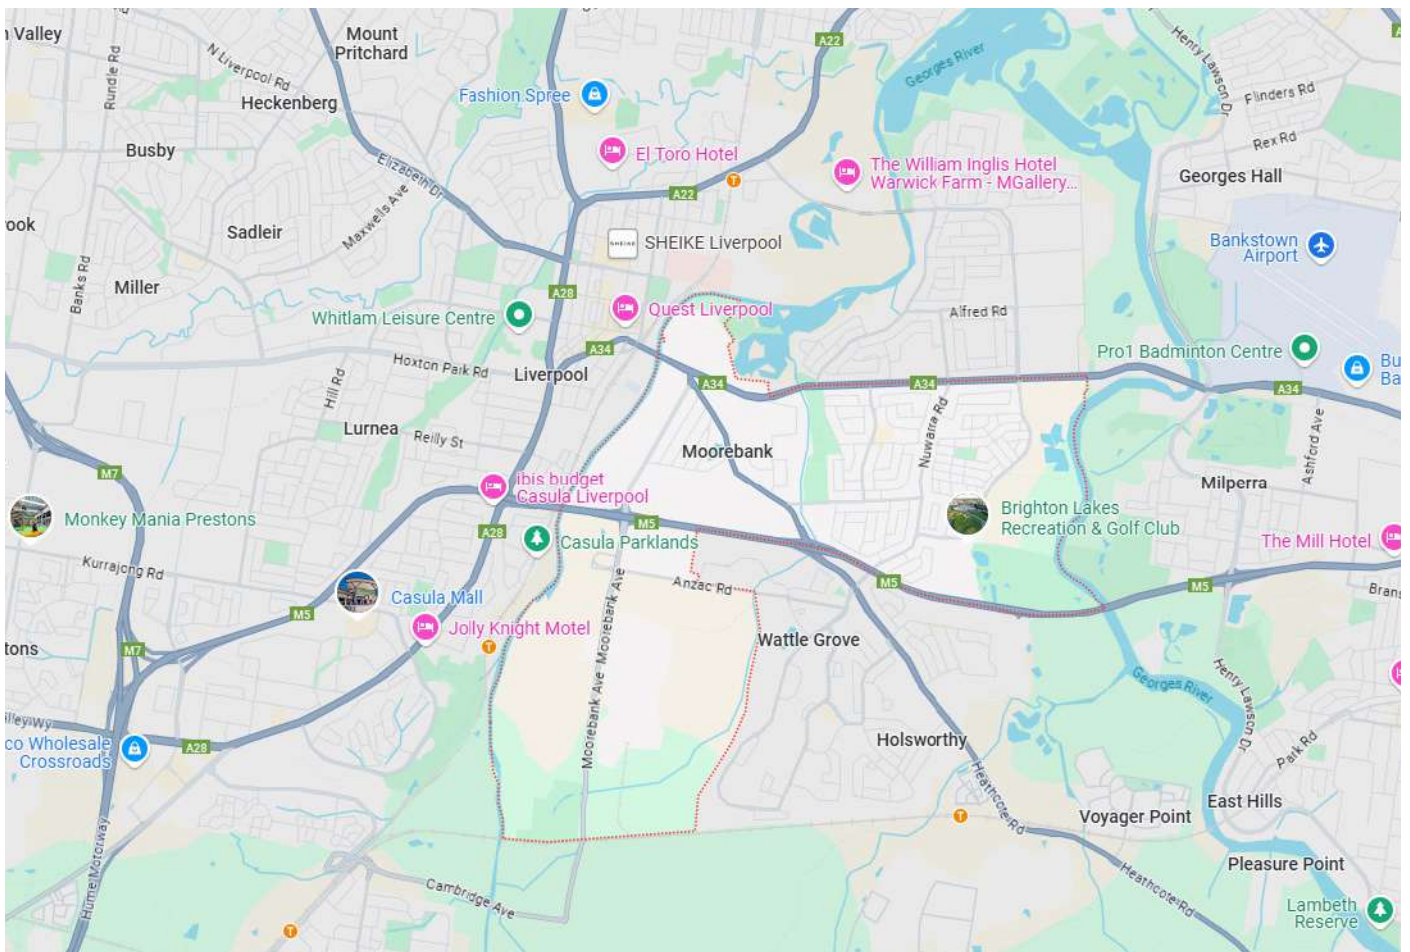 Valley
Mount
Pritchard
Rundle Rd
N Liverpool Rd
Heckenberg
Fashion Spree
A22
Georges River
Henry Lawson Dr
Flinders Rd
Rex Rd
Busby
Elizabeth Dr
El Toro Hotel
T
A22
The William Inglis Hotel
Warwick Farm - MGallery...
Georges Hall
ook
Sadleir
Maxwells Ave
SHEIKE
SHEIKE Liverpool
Bankstown
Airport
Banks Rd
Miller
A28
Whitlam Leisure Centre
Quest Liverpool
Alfred Rd
A34
Hoxton Park Rd
Liverpool
Pro1 Badminton Centre
Bu
Ba
A34
A34
A34
Hill Rd
Lurnea
Reilly St
Moorebank
Nuwarra Rd
Ashford Ave
Milperra
M7
ibis budget
Casula Liverpool
Monkey Mania Prestons
A28
M5
Casula Parklands
Brighton Lakes
Recreation & Golf Club
The Mill Hotel
Kurrajong Rd
Anzac Rd
M5
M5
Brans
Casula Mall
M5
Jolly Knight Motel
T
Moorebank Ave
Moorebank Ave
Wattle Grove
tons
M7
Georges River
Henry Lawson Dr
illey Wy
co Wholesale
Crossroads
A28
Holsworthy
Park Rd
Heathcote Rd
T
Voyager Point
East Hills
Hume Motorway
Cambridge Ave
Pleasure Point
Heathcote Rd
Lambeth
Reserve
T